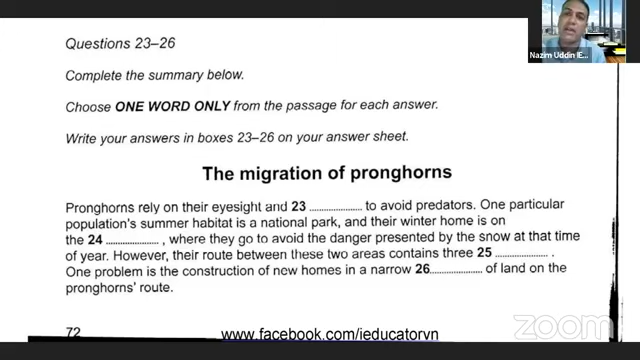 Nazim Uddin IE...
Questions 23–26
Complete the summary below.
Choose ONE WORD ONLY from the passage for each answer.
Write your answers in boxes 23–26 on your answer sheet.
The migration of pronghorns
Pronghorns rely on their eyesight and 23 ..................... to avoid predators. One particular
population's summer habitat is a national park, and their winter home is on
the 24 ..................... , where they go to avoid the danger presented by the snow at that time
of year. However, their route between these two areas contains three 25 ..................... .
One problem is the construction of new homes in a narrow 26 ..................... of land on the
pronghorns' route.
72
www.facebook.com/ieducatorvn
zoom